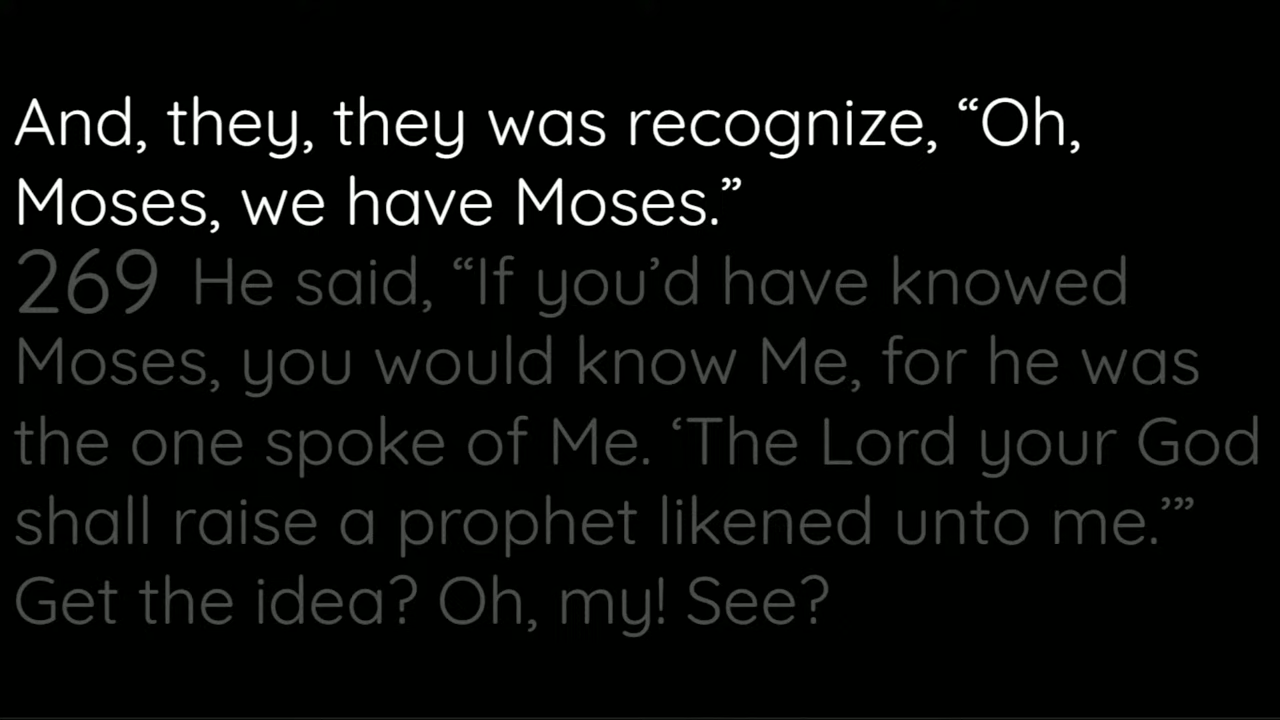 And, they, they was recognize, “Oh,
Moses, we have Moses.”
269 He said, “If you’d have knowed
Moses, you would know Me, for he was
the one spoke of Me. ‘The Lord your God
shall raise a prophet likened unto me.’”
Get the idea? Oh, my! See?